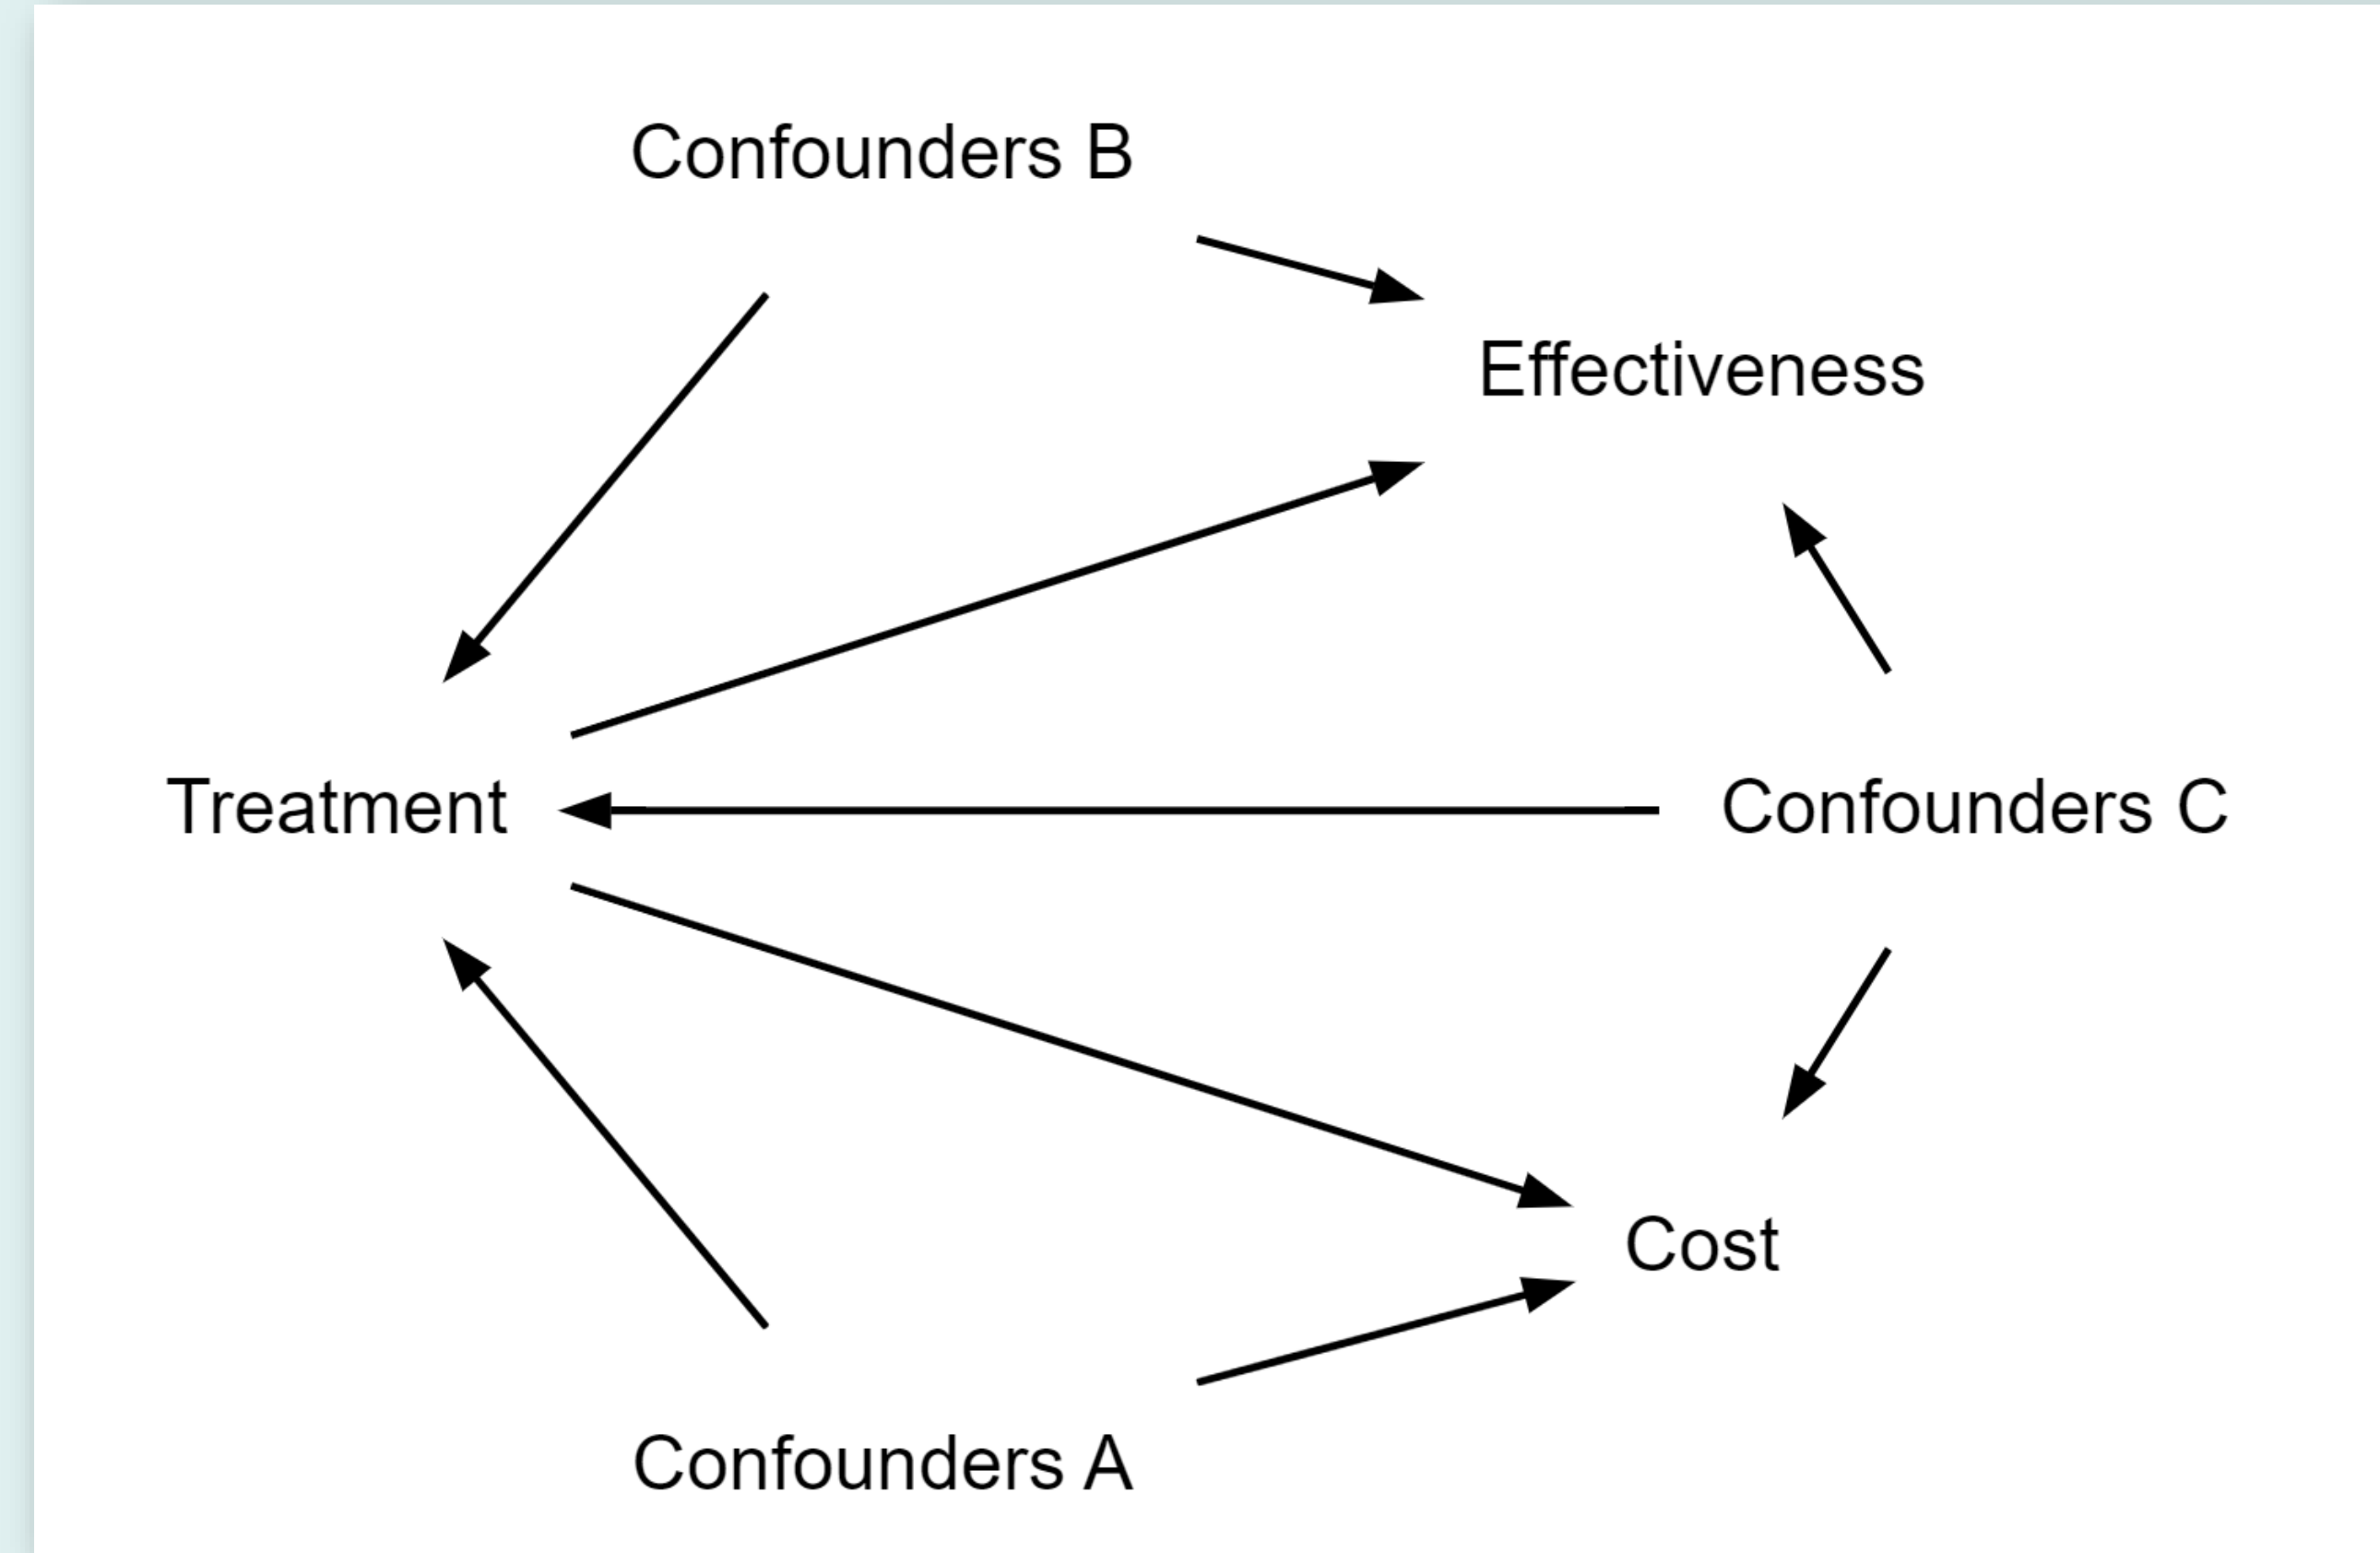 Confounders B
Effectiveness
Treatment
Confounders C
Cost
Confounders A